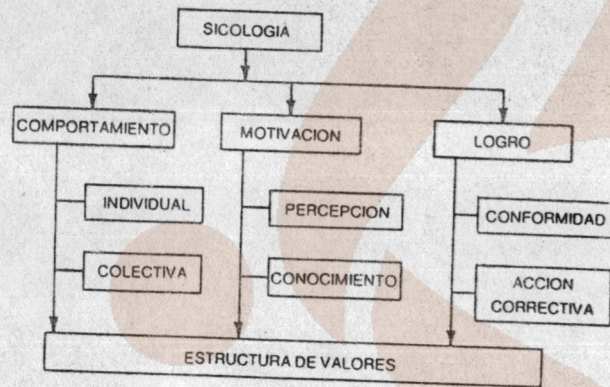 SICOLOGIA
COMPORTAMIENTO
MOTIVACION
LOGRO
INDIVIDUAL
PERCEPCION
CONFORMIDAD
COLECTIVA
CONOCIMIENTO
ACCION
CORRECTIVA
ESTRUCTURA DE VALORES